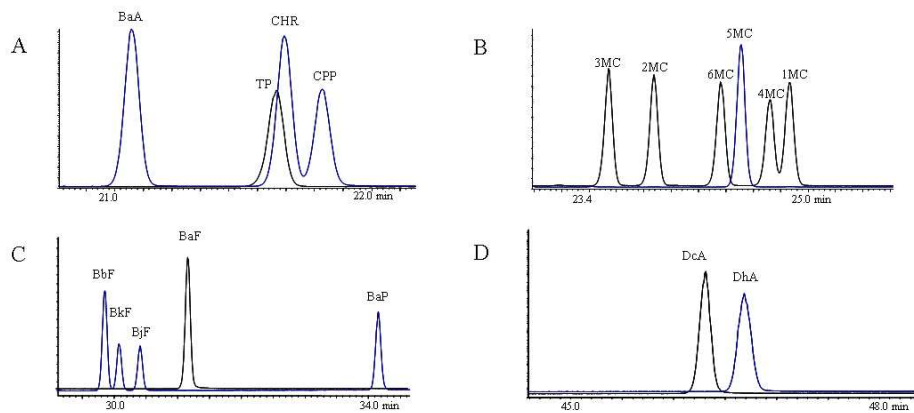 A
BaA
CHR
TP
CPP
21.0
22.0 min
B
5MC
3MC
2MC
6MC
1MC
4MC
23.4
25.0 min
C
BaF
BbF
BkF
BjF
BaP
30.0
34.0 min
D
DcA
DhA
45.0
48.0 min